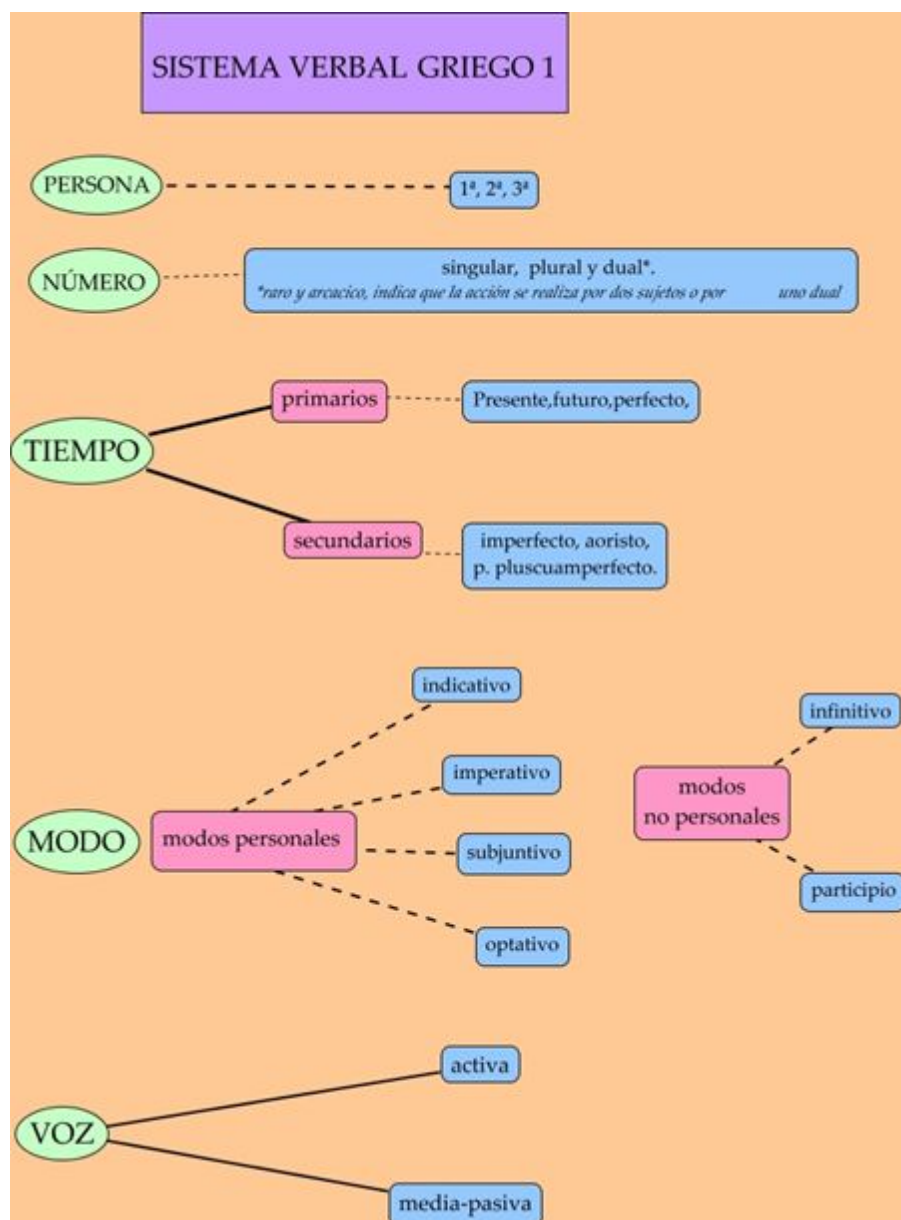 SISTEMA VERBAL GRIEGO 1
PERSONA
1ª, 2ª, 3ª
NÚMERO
singular, plural y dual*.
*raro y arcacico, indica que la acción se realiza por dos sujetos o por uno dual
TIEMPO
primarios
Presente,futuro,perfecto,
secundarios
imperfecto, aoristo,
p. pluscuamperfecto.
MODO
modos personales
indicativo
imperativo
subjuntivo
optativo
modos
no personales
infinitivo
participio
VOZ
activa
media-pasiva